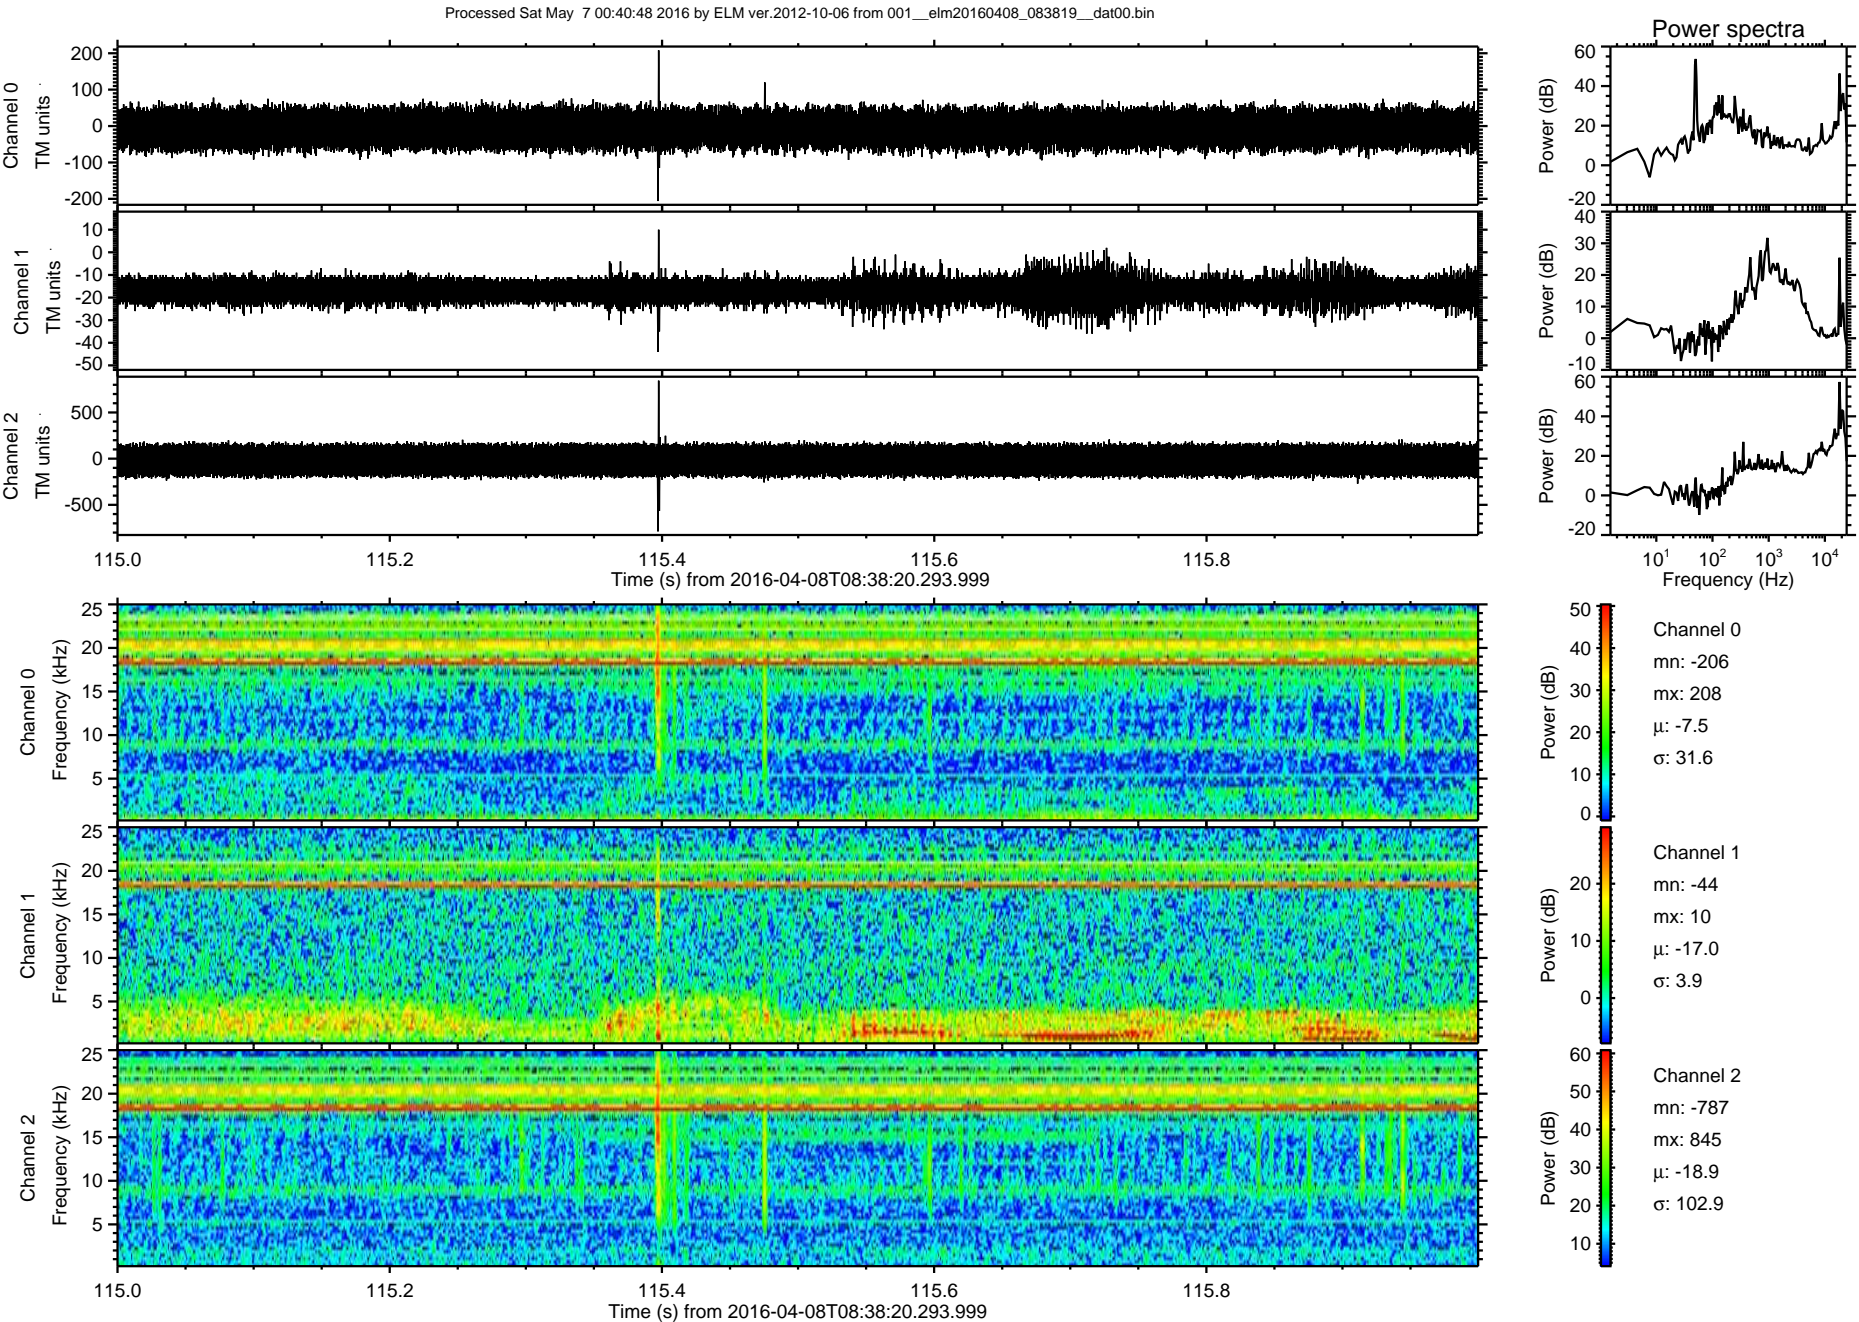 Processed Sat May  7 00:40:48 2016 by ELM ver.2012-10-06 from 001__elm20160408_083819__dat00.bin
Power spectra
Channel 0
TM units
200
100
0
-100
-200
Power (dB)
60
40
20
0
-20
Channel 1
TM units
10
0
-10
-20
-30
-40
-50
Power (dB)
40
30
20
10
0
-10
Channel 2
TM units
500
0
-500
Power (dB)
60
40
20
0
-20
115.0 115.2 115.4 115.6 115.8
Time (s) from 2016-04-08T08:38:20.293.999
10¹ 10² 10³ 10⁴
Frequency (Hz)
Channel 0
Frequency (kHz)
25
20
15
10
5
Power (dB)
50
40
30
20
10
0
Channel 0
mn: -206
mx: 208
μ: -7.5
σ: 31.6
Channel 1
Frequency (kHz)
25
20
15
10
5
Power (dB)
20
10
0
Channel 1
mn: -44
mx: 10
μ: -17.0
σ: 3.9
Channel 2
Frequency (kHz)
25
20
15
10
5
Power (dB)
60
50
40
30
20
10
Channel 2
mn: -787
mx: 845
μ: -18.9
σ: 102.9
115.0 115.2 115.4 115.6 115.8
Time (s) from 2016-04-08T08:38:20.293.999